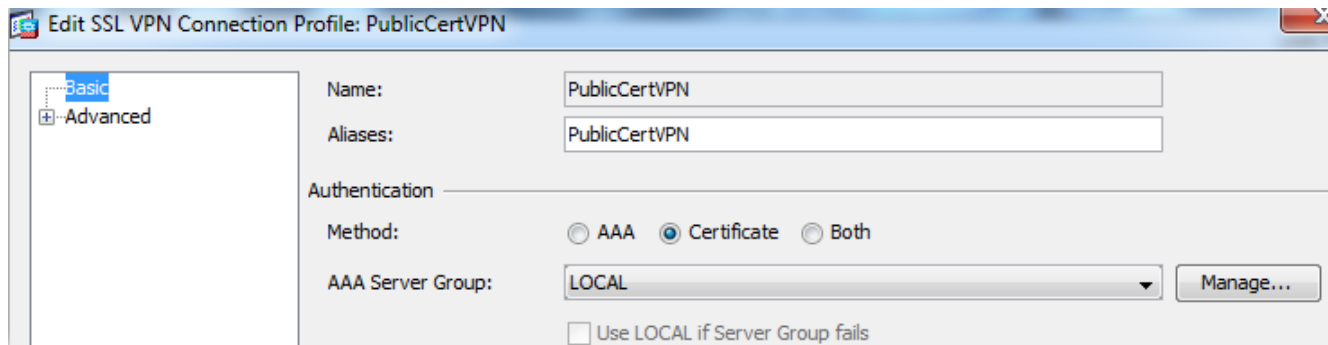 Edit SSL VPN Connection Profile: PublicCertVPN
Basic
Advanced
Name: PublicCertVPN
Aliases: PublicCertVPN
Authentication
Method: AAA Certificate Both
AAA Server Group: LOCAL Manage...
Use LOCAL if Server Group fails